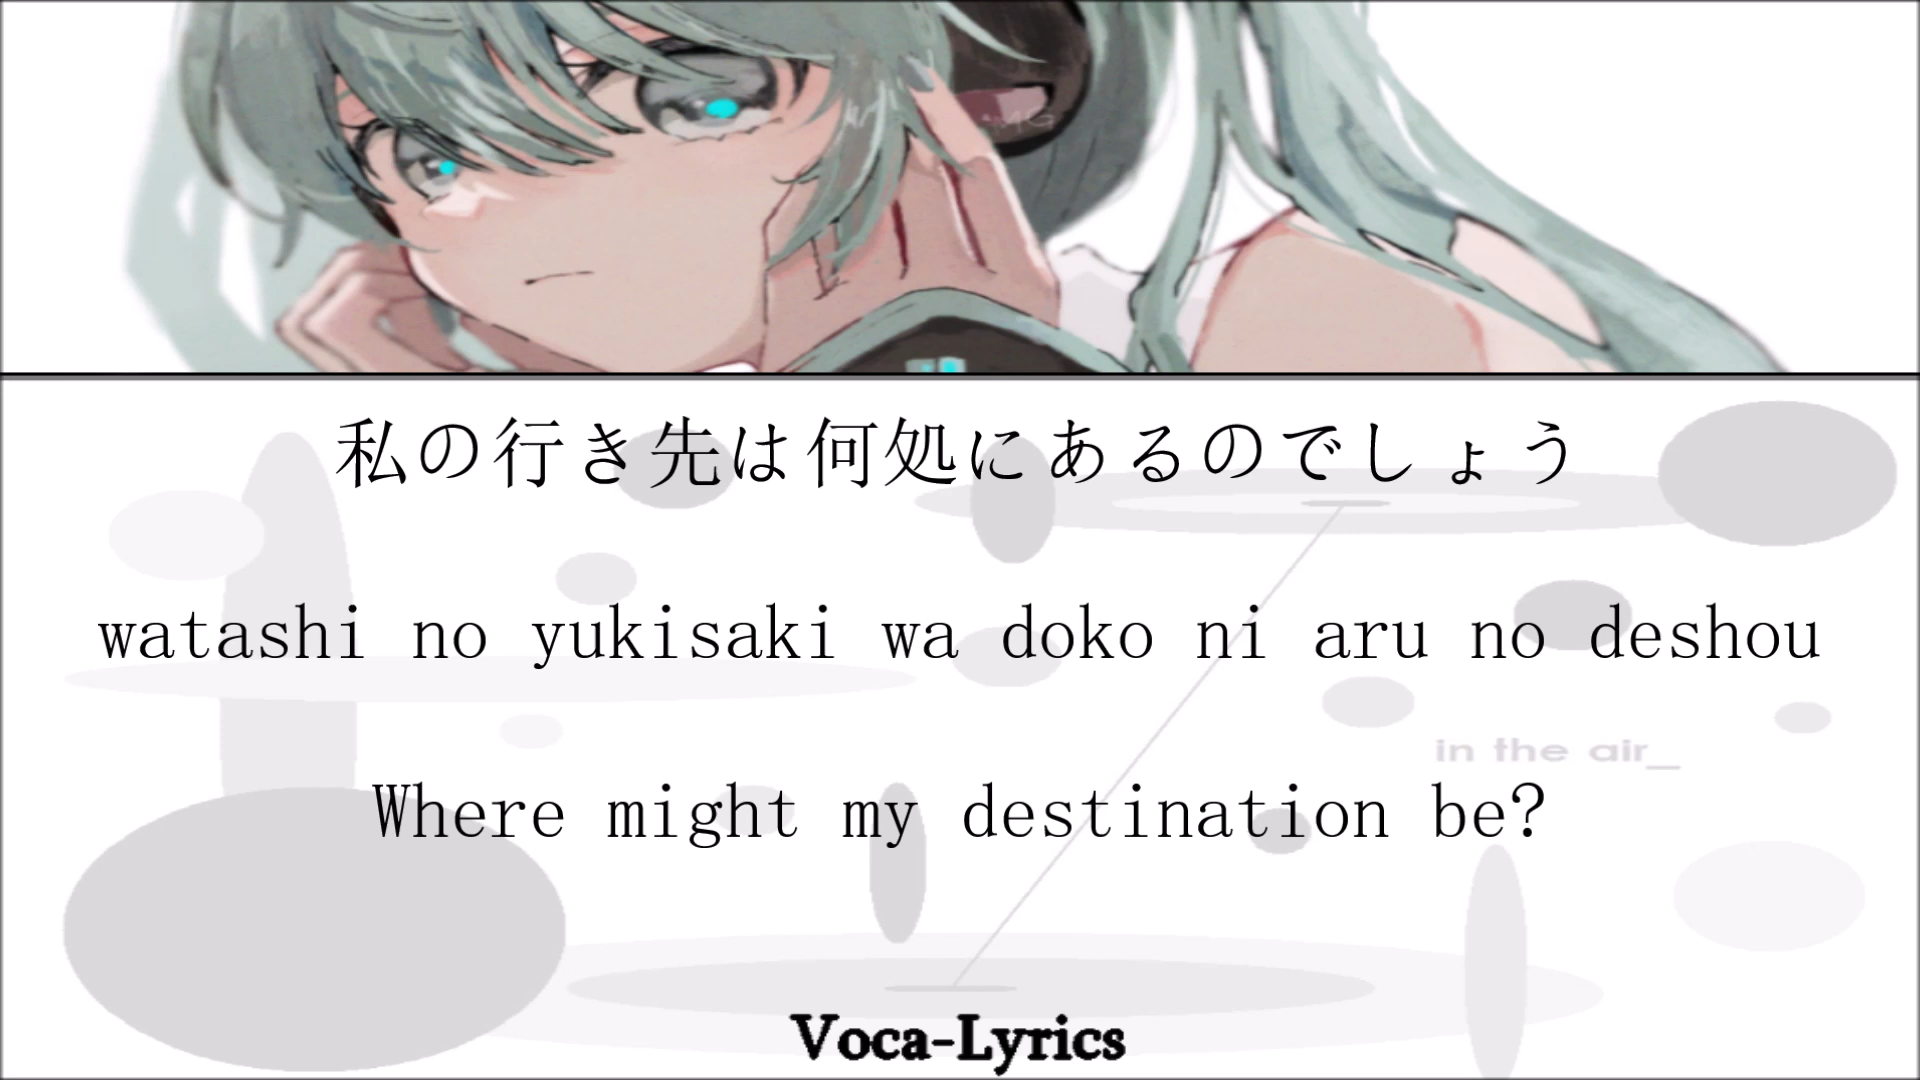 私の行き先は何処にあるのでしょう
watashi no yukisaki wa doko ni aru no deshou
in the air_
Where might my destination be?
Voca-Lyrics